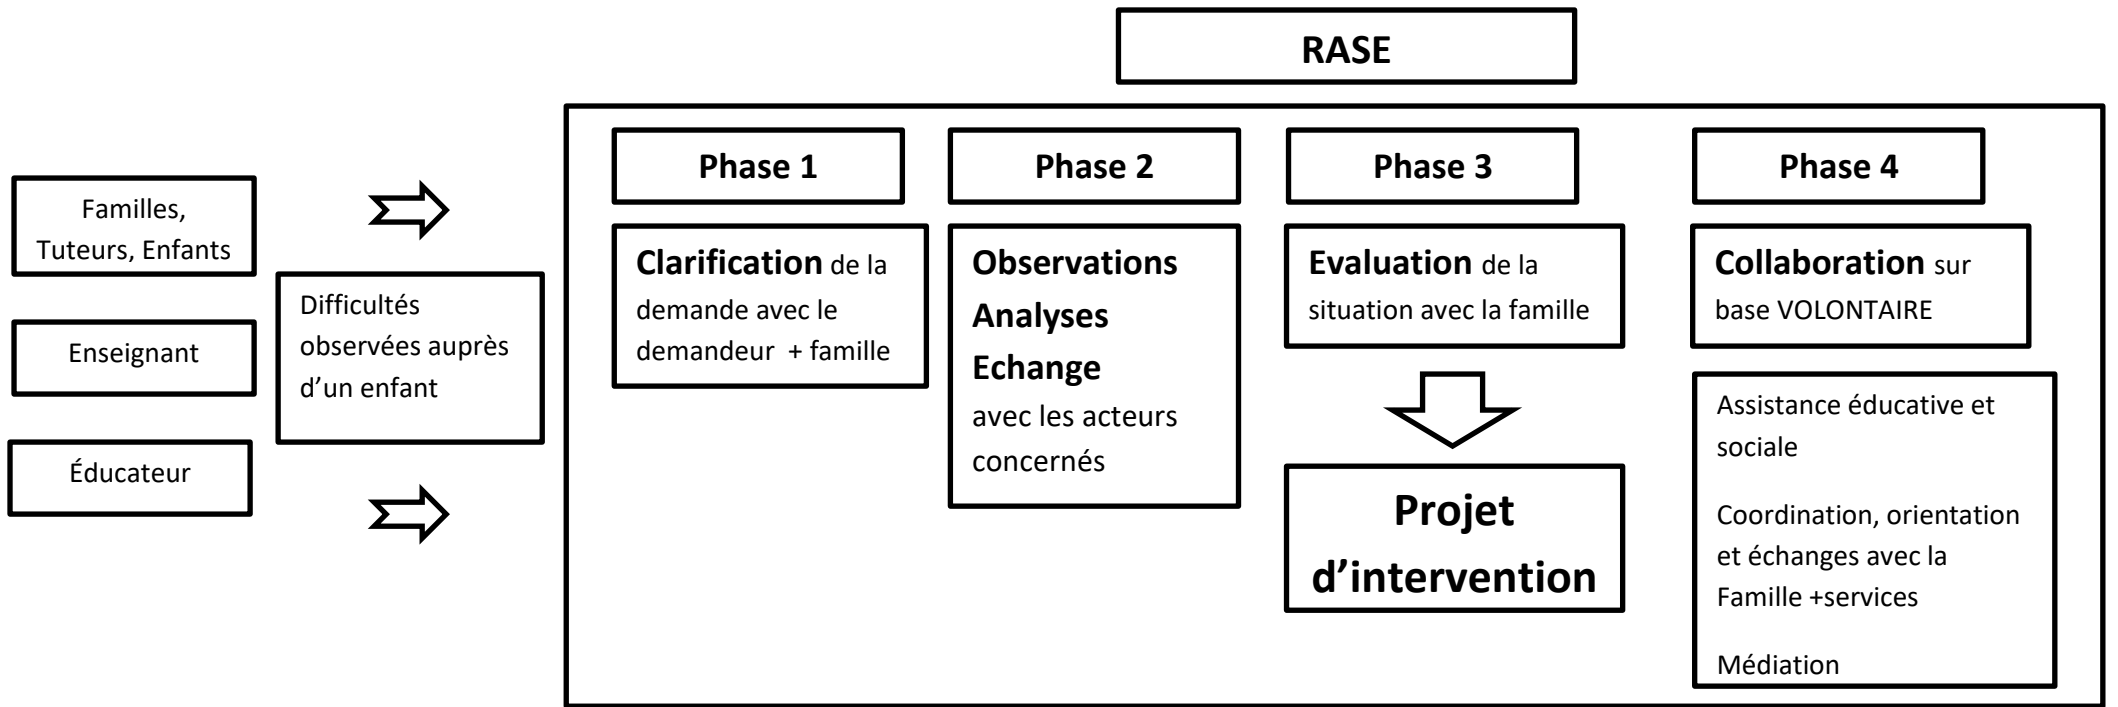 RASE
Familles,
Tuteurs, Enfants
Enseignant
Éducateur
Difficultés
observées auprès
d’un enfant
Phase 1
Clarification de la
demande avec le
demandeur + famille
Phase 2
Observations
Analyses
Echange
avec les acteurs
concernés
Phase 3
Evaluation de la
situation avec la famille
Projet
d’intervention
Phase 4
Collaboration sur
base VOLONTAIRE
Assistance éducative et
sociale
Coordination, orientation
et échanges avec la
Famille +services
Médiation